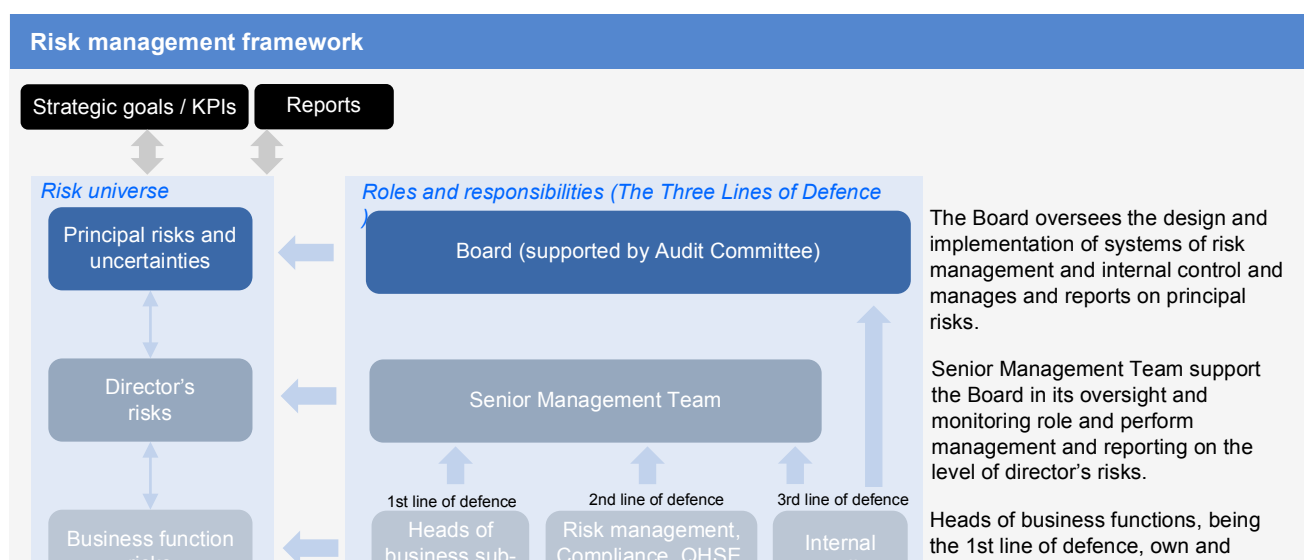 Risk management framework
Strategic goals / KPIs
Reports
Risk universe
Principal risks and
uncertainties
Director's
risks
Business function
Roles and responsibilities (The Three Lines of Defence
)
Board (supported by Audit Committee)
Senior Management Team
1st line of defence
2nd line of defence
3rd line of defence
Heads of
business sub-
Risk management,
Compliance, QHSE
Internal
The Board oversees the design and
implementation of systems of risk
management and internal control and
manages and reports on principal
risks.
Senior Management Team support
the Board in its oversight and
monitoring role and perform
management and reporting on the
level of director's risks.
Heads of business functions, being
the 1st line of defence, own and